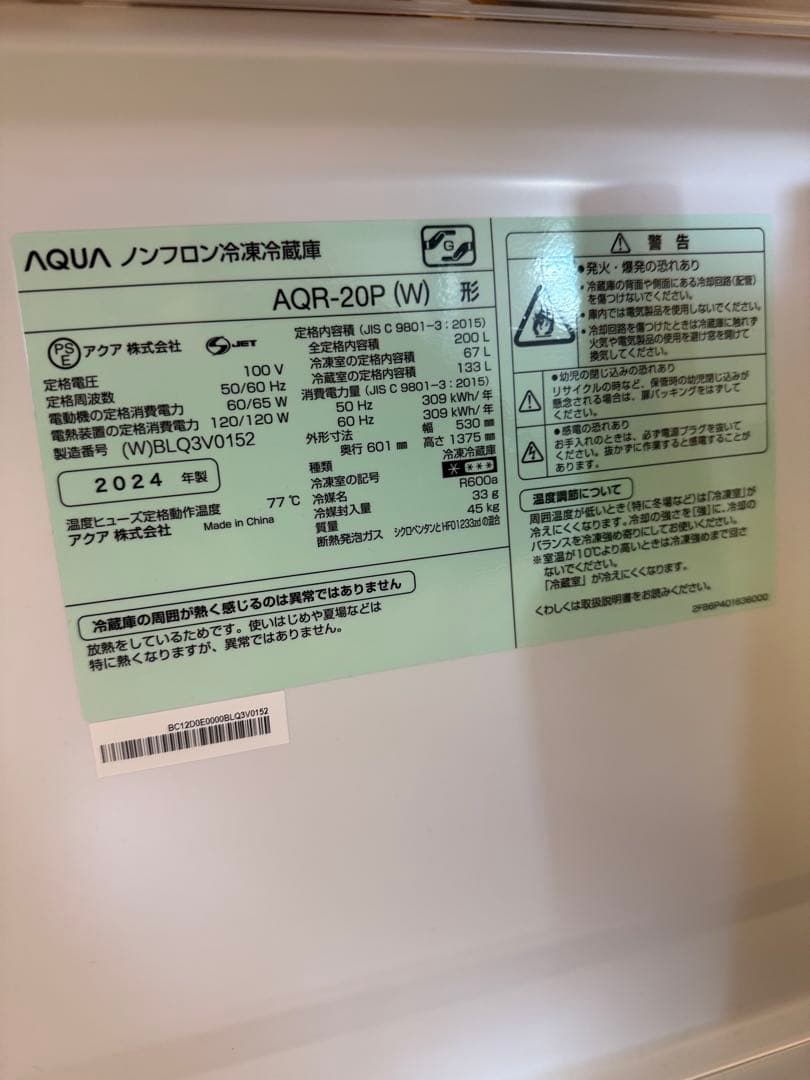 AQUA ノンフロン冷凍冷蔵庫
G
AQR-20P (W) 形
PSE アクア 株式会社 S-JET
定格電圧 100 V
定格周波数 50/60 Hz
電動機の定格消費電力 60/65 W
電熱装置の定格消費電力 120/120 W
製造番号 (W)BLQ3V0152
2024 年製
温度ヒューズ定格動作温度 77 ℃
アクア 株式会社 Made in China
定格内容積 (JIS C 9801-3 : 2015)
全定格内容積 200 L
冷凍室の定格内容積 67 L
冷蔵室の定格内容積 133 L
消費電力量 (JIS C 9801-3 : 2015)
50 Hz 309 kWh/ 年
60 Hz 309 kWh/ 年
外形寸法 幅 530 ㎜
奥行 601 ㎜ 高さ 1375 ㎜
種類 冷凍冷蔵庫
冷凍室の記号 * ***
冷媒名 R600a
冷媒封入量 33 g
質量 45 kg
断熱発泡ガス シクロペンタンとHFO1233zdの混合
冷蔵庫の周囲が熱く感じるのは異常ではありません
放熱をしているためです。使いはじめや夏場などは
特に熱くなりますが、異常ではありません。
警告
●発火・爆発の恐れあり
・冷蔵庫の背面や側面にある冷却回路(配管)
を傷つけないでください。
・庫内では電気製品を使用しないでください。
・冷却回路を傷つけたときは冷蔵庫に触れず
火気や電気製品の使用を避け窓を開けて
換気してください。
●幼児の閉じ込みの恐れあり
リサイクルの時など、保管時の幼児閉じ込みが
懸念される場合は、扉パッキングをはずして
ください。
●感電の恐れあり
お手入れのときは、必ず電源プラグを抜いて
ください。抜かずに作業すると感電することが
あります。
温度調節について
周囲温度が低いとき(特に冬場など)は「冷凍室」が
冷えにくくなります。冷却の強さを[強]に、冷却の
バランスを冷凍強め寄りにしてお使いください。
※室温が10℃より高いときは冷凍強めまで回さ
ないでください。
「冷蔵室」が冷えにくくなります。
くわしくは取扱説明書をお読みください。
2FB6P401636000
BC12D0E0000BLQ3V0152